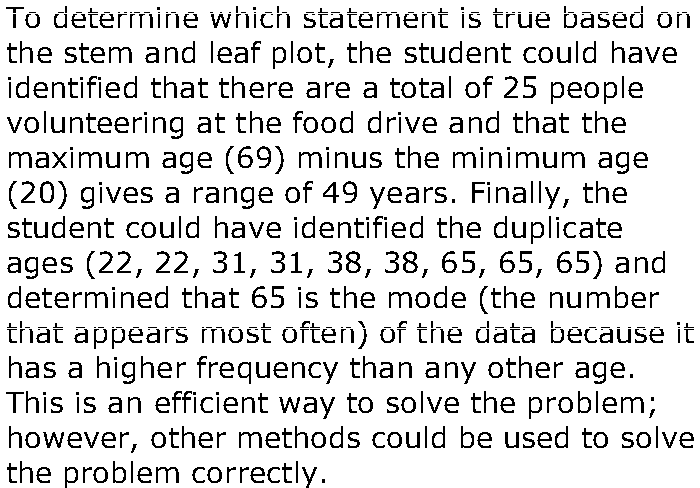 To determine which statement is true based on
the stem and leaf plot, the student could have
identified that there are a total of 25 people
volunteering at the food drive and that the
maximum age (69) minus the minimum age
(20) gives a range of 49 years. Finally, the
student could have identified the duplicate
ages (22, 22, 31, 31, 38, 38, 65, 65, 65) and
determined that 65 is the mode (the number
that appears most often) of the data because it
has a higher frequency than any other age.
This is an efficient way to solve the problem;
however, other methods could be used to solve
the problem correctly.